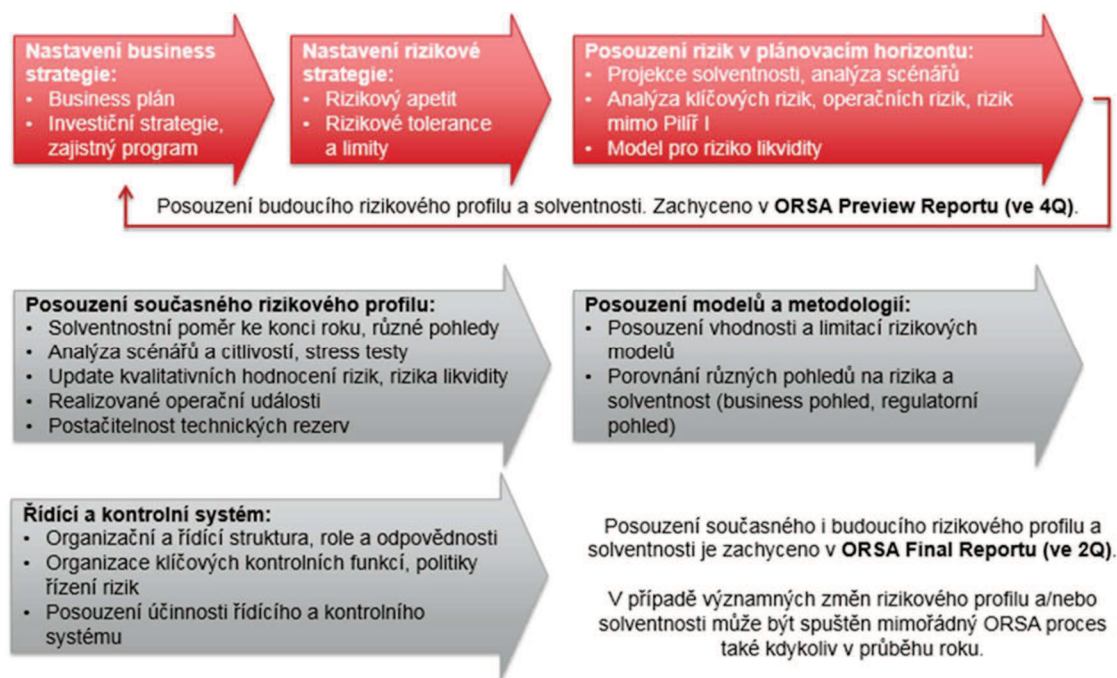 Nastavení business
strategie:
• Business plán
• Investiční strategie,
zajistný program
Nastavení rizikové
strategie:
• Rizikový apetit
• Rizikové tolerance
a limity
Posouzení rizik v plánovacím horizontu:
• Projekce solventnosti, analýza scénářů
• Analýza klíčových rizik, operačních rizik, rizik
mimo Pilíř I
• Model pro riziko likvidity
Posouzení budoucího rizikového profilu a solventnosti. Zachyceno v ORSA Preview Reportu (ve 4Q).
Posouzení současného rizikového profilu:
• Solventnostní poměr ke konci roku, různé pohledy
• Analýza scénářů a citlivostí, stress testy
• Update kvalitativních hodnocení rizik, rizika likvidity
• Realizované operační události
• Postačitelnost technických rezerv
Posouzení modelů a metodologií:
• Posouzení vhodnosti a limitací rizikových
modelů
• Porovnání různých pohledů na rizika a
solventnost (business pohled, regulatorní
pohled)
Řídící a kontrolní systém:
• Organizační a řídící struktura, role a odpovědnosti
• Organizace klíčových kontrolních funkcí, politiky
řízení rizik
• Posouzení účinnosti řídícího a kontrolního
systému
Posouzení současného i budoucího rizikového profilu a
solventnosti je zachyceno v ORSA Final Reportu (ve 2Q).
V případě významných změn rizikového profilu a/nebo
solventnosti může být spuštěn mimořádný ORSA proces
také kdykoliv v průběhu roku.